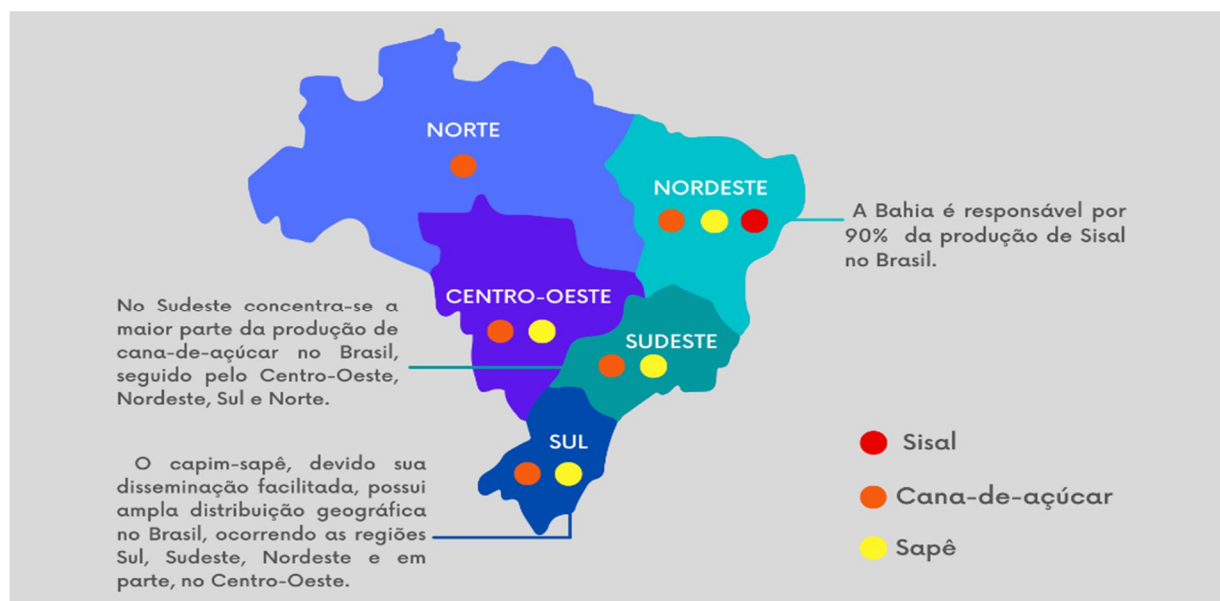 NORTE
NORDESTE
A Bahia é responsável por
90% da produção de Sisal
no Brasil.
CENTRO-OESTE
No Sudeste concentra-se a
maior parte da produção de
cana-de-açúcar no Brasil,
seguido pelo Centro-Oeste,
Nordeste, Sul e Norte.
SUDESTE
SUL
O capim-sapê, devido sua
disseminação facilitada, possui
ampla distribuição geográfica
no Brasil, ocorrendo as regiões
Sul, Sudeste, Nordeste e em
parte, no Centro-Oeste.
Sisal
Cana-de-açúcar
Sapê